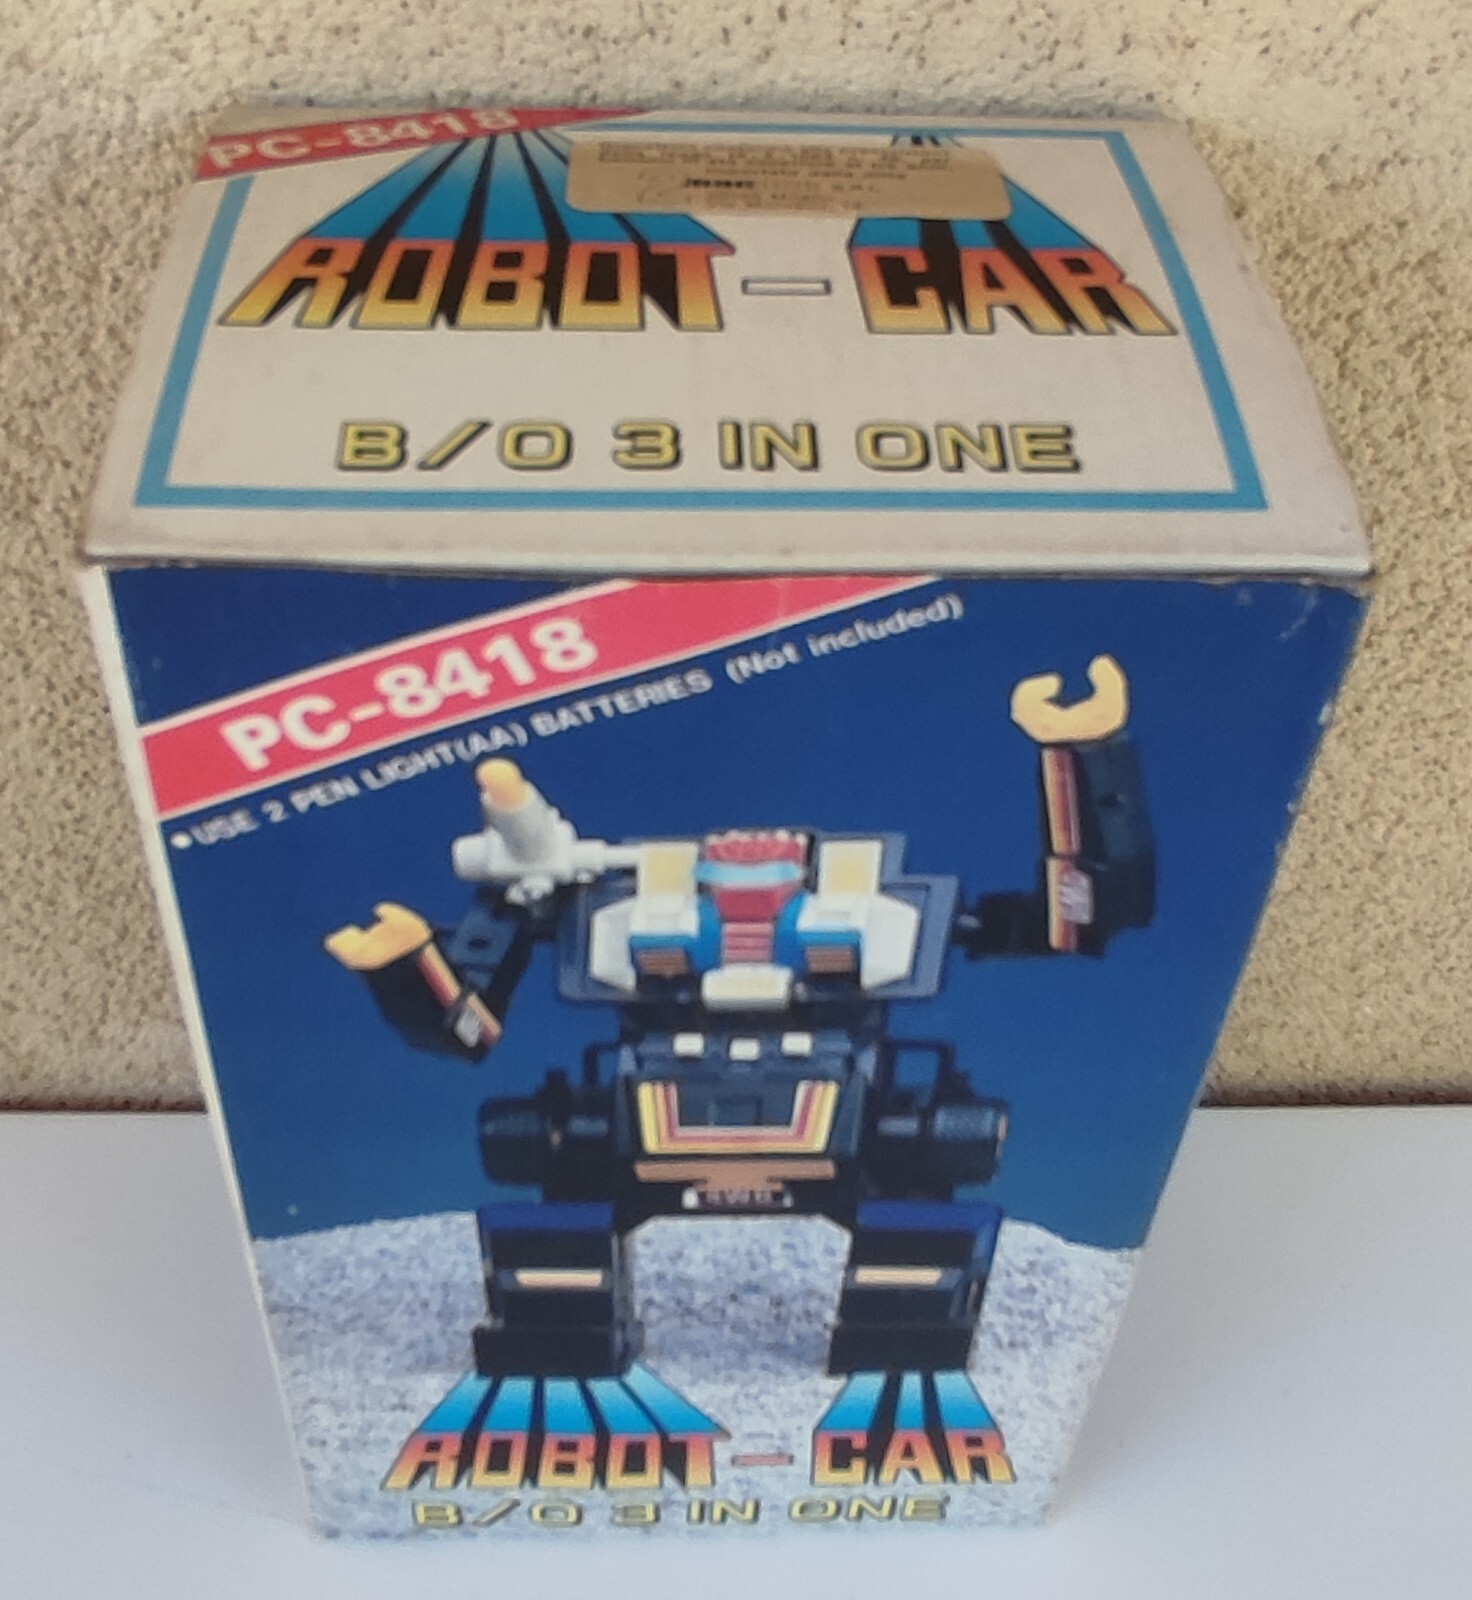 PC-8418
ROBOT-CAR
B/O 3 IN ONE
PC-8418
•USE 2 PEN LIGHT(AA) BATTERIES (Not included)
ROBOT-CAR
B/O 3 IN ONE